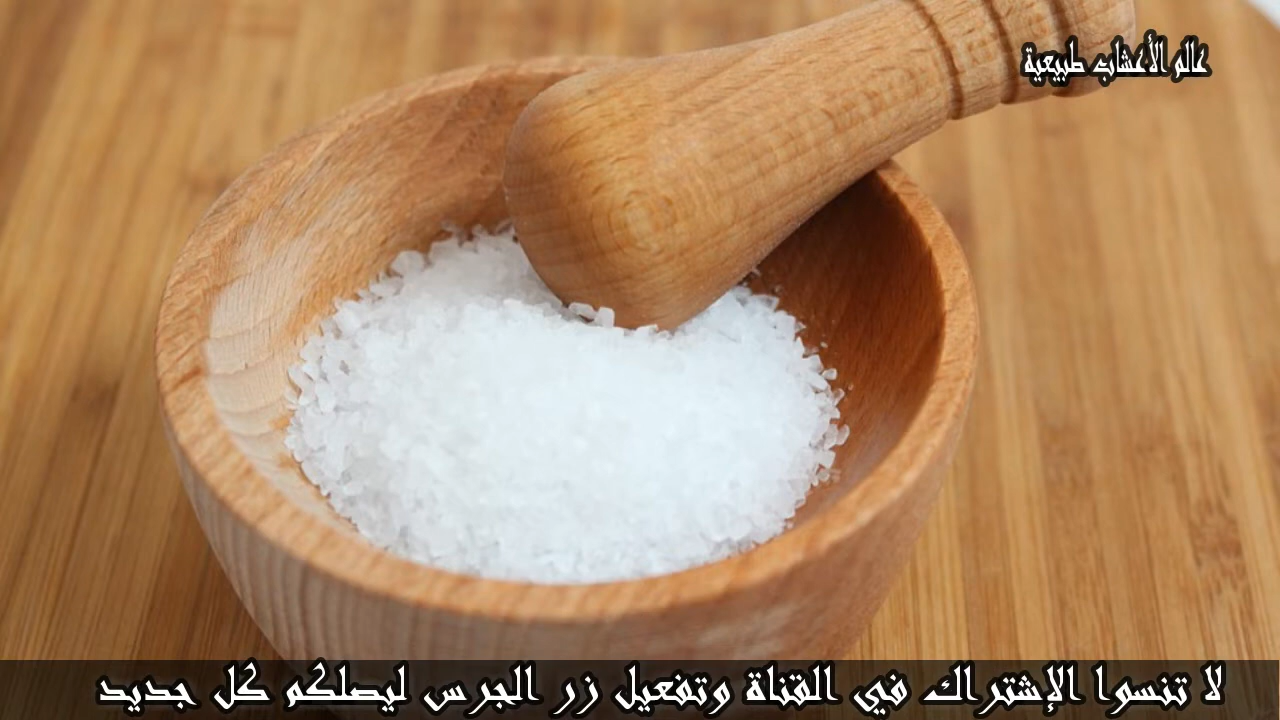 عالم الأعشاب طبيعية
لا تنسوا الإشتراك في القناة وتفعيل زر الجرس ليصلكم كل جديد